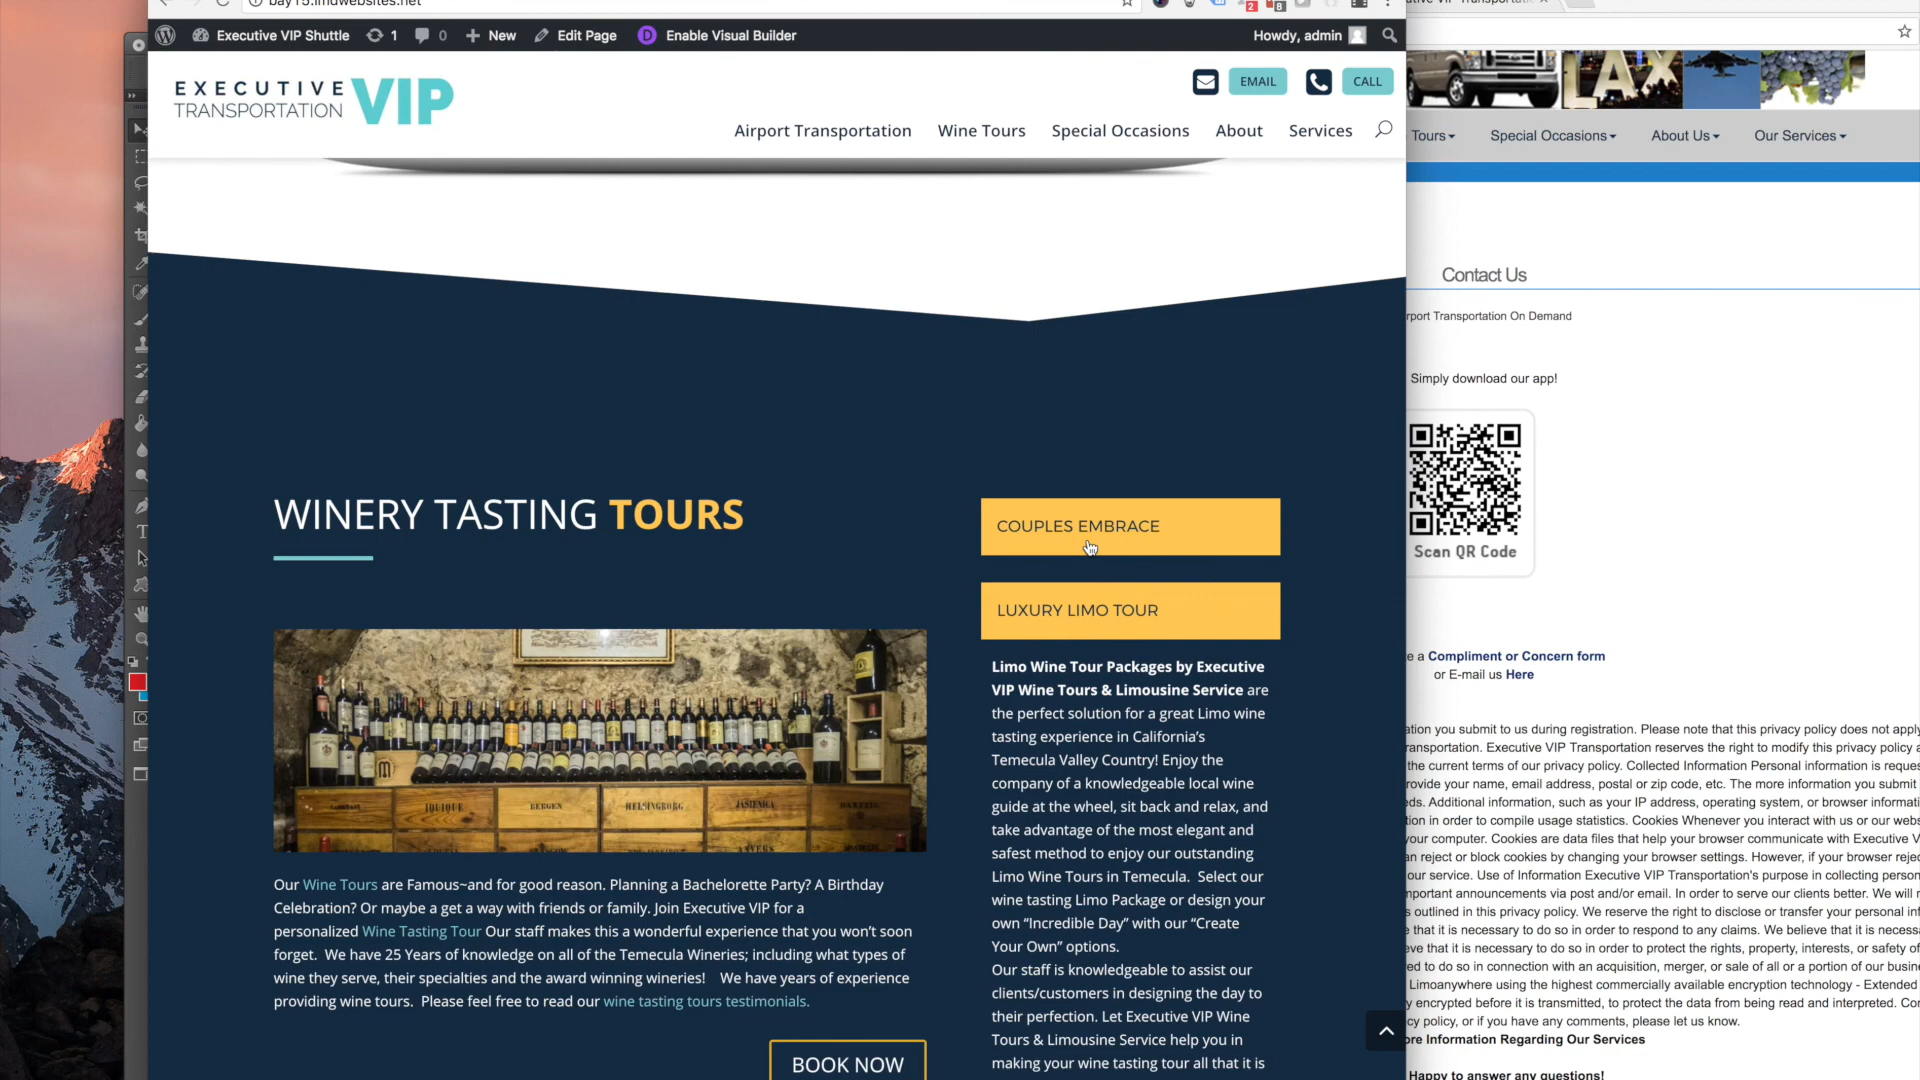 bay15.imdwebsites.net
2
8
Executive VIP Shuttle
1
0
New
Edit Page
D
Enable Visual Builder
Howdy, admin
EXECUTIVE
TRANSPORTATION
VIP
EMAIL
CALL
Airport Transportation
Wine Tours
Special Occasions
About
Services
LAX
Tours
Special Occasions
About Us
Our Services
Contact Us
rport Transportation On Demand
Simply download our app!
Scan QR Code
e a Compliment or Concern form
or E-mail us Here
WINERY TASTING TOURS
COUPLES EMBRACE
LUXURY LIMO TOUR
IQUIQUE
BERGEN
HELSINGBORG
JASIENICA
Our Wine Tours are Famous~and for good reason. Planning a Bachelorette Party? A Birthday
Celebration? Or maybe a get a way with friends or family. Join Executive VIP for a
personalized Wine Tasting Tour Our staff makes this a wonderful experience that you won't soon
forget.  We have 25 Years of knowledge on all of the Temecula Wineries; including what types of
wine they serve, their specialties and the award winning wineries!   We have years of experience
providing wine tours.  Please feel free to read our wine tasting tours testimonials.
BOOK NOW
Limo Wine Tour Packages by Executive
VIP Wine Tours & Limousine Service are
the perfect solution for a great Limo wine
tasting experience in California's
Temecula Valley Country! Enjoy the
company of a knowledgeable local wine
guide at the wheel, sit back and relax, and
take advantage of the most elegant and
safest method to enjoy our outstanding
Limo Wine Tours in Temecula.  Select our
wine tasting Limo Package or design your
own “Incredible Day” with our “Create
Your Own” options.
Our staff is knowledgeable to assist our
clients/customers in designing the day to
their perfection. Let Executive VIP Wine
Tours & Limousine Service help you in
making your wine tasting tour all that it is
ation you submit to us during registration. Please note that this privacy policy does not apply
ransportation. Executive VIP Transportation reserves the right to modify this privacy policy a
the current terms of our privacy policy. Collected Information Personal information is reques
rovide your name, email address, postal or zip code, etc. The more information you submit
eds. Additional information, such as your IP address, operating system, or browser informati
tion in order to compile usage statistics. Cookies Whenever you interact with us or our webs
your computer. Cookies are data files that help your browser communicate with Executive V
an reject or block cookies by changing your browser settings. However, if your browser rejec
our service. Use of Information Executive VIP Transportation's purpose in collecting person
mportant announcements via post and/or email. In order to serve our clients better. We will n
s outlined in this privacy policy. We reserve the right to disclose or transfer your personal inf
e that it is necessary to do so in order to respond to any claims. We believe that it is necess
eve that it is necessary to do so in order to protect the rights, property, interests, or safety of
ed to do so in connection with an acquisition, merger, or sale of all or a portion of our busin
Limoanywhere using the highest commercially available encryption technology - Extended
y encrypted before it is transmitted, to protect the data from being read and interpreted. Con
cy policy, or if you have any comments, please let us know.
ore Information Regarding Our Services
Happy to answer any questions!